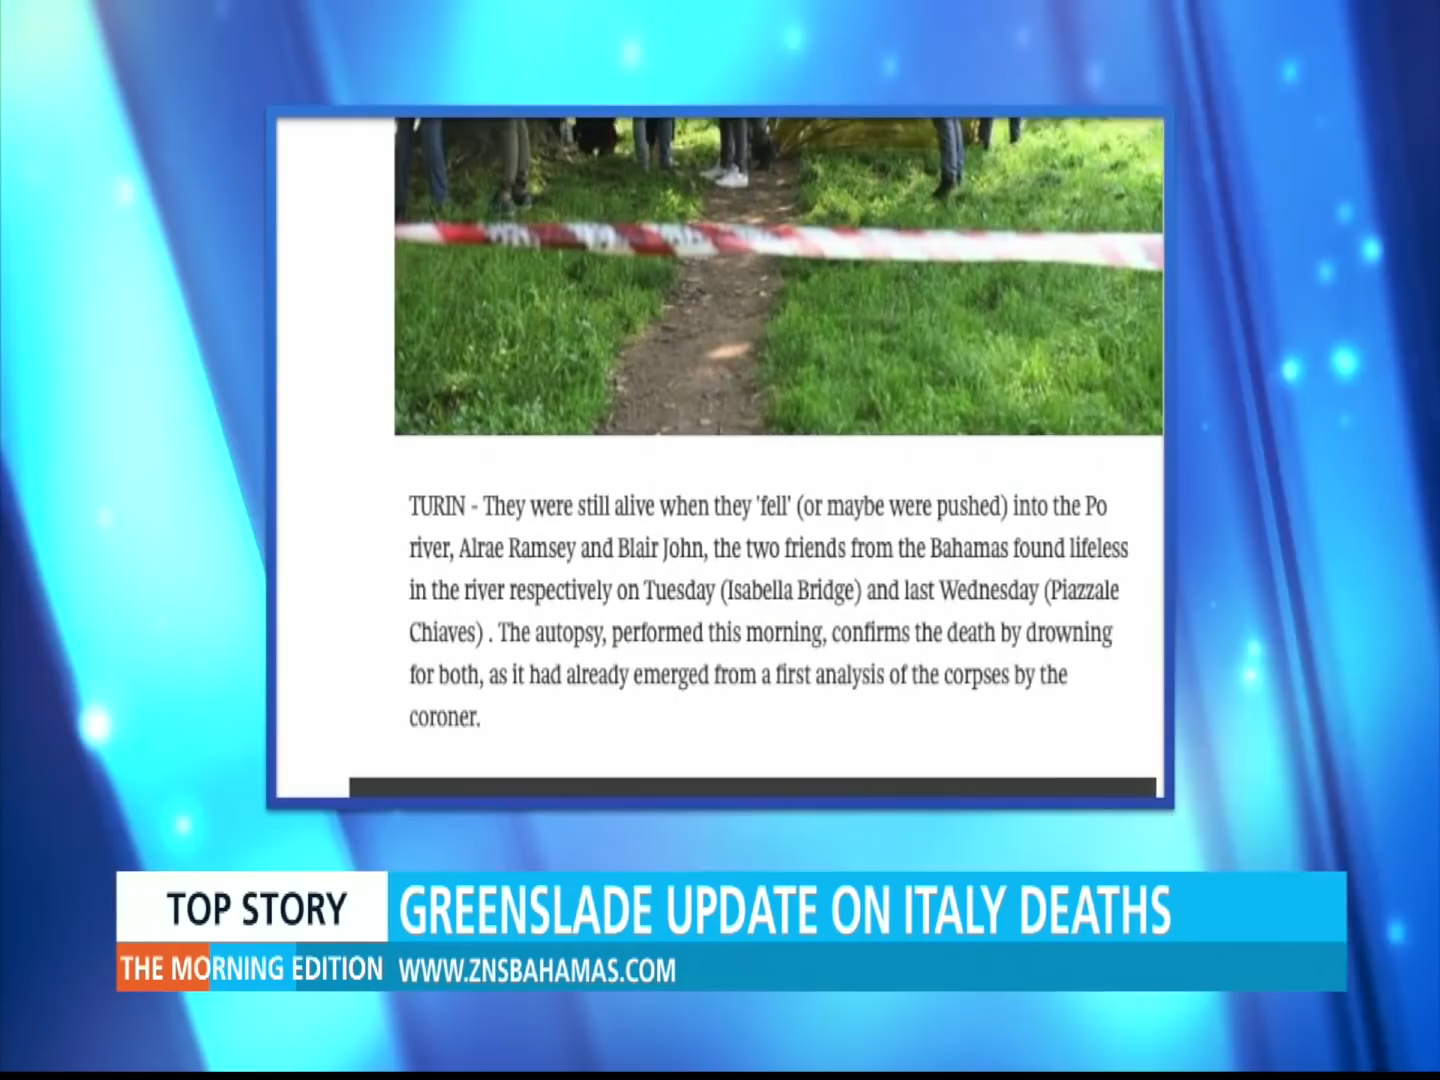 TURIN - They were still alive when they 'fell' (or maybe were pushed) into the Po
river, Alrae Ramsey and Blair John, the two friends from the Bahamas found lifeless
in the river respectively on Tuesday (Isabella Bridge) and last Wednesday (Piazzale
Chiaves) . The autopsy, performed this morning, confirms the death by drowning
for both, as it had already emerged from a first analysis of the corpses by the
coroner.
TOP STORY
GREENSLADE UPDATE ON ITALY DEATHS
THE MORNING EDITION
WWW.ZNSBAHAMAS.COM